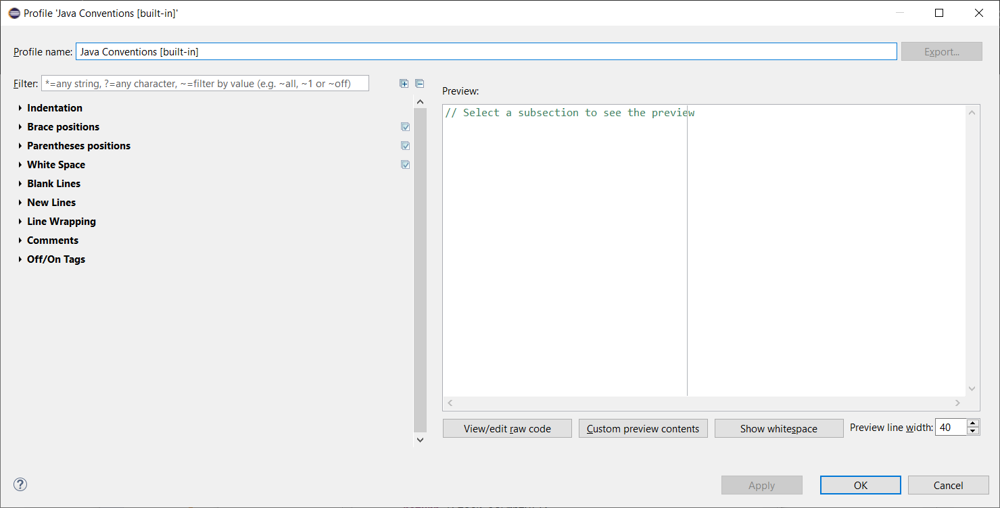 Profile 'Java Conventions [built-in]'
Profile name: Java Conventions [built-in] Export...
Filter: *=any string, ?=any character, ~=filter by value (e.g. ~all, ~1 or ~off)
Preview:
Indentation
Brace positions
Parentheses positions
White Space
Blank Lines
New Lines
Line Wrapping
Comments
Off/On Tags
// Select a subsection to see the preview
View/edit raw code Custom preview contents Show whitespace Preview line width: 40
Apply OK Cancel